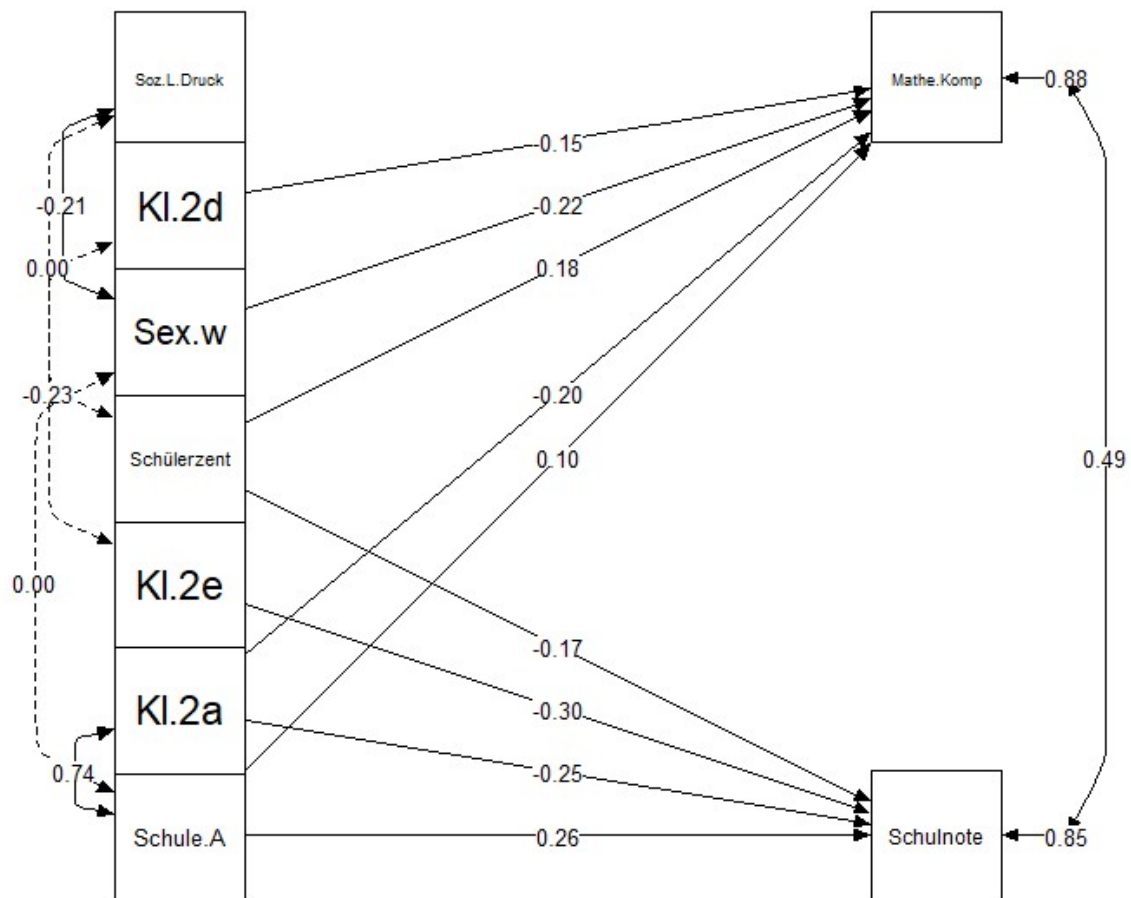 Soz.L.Druck
Mathe.Komp
0.88
-0.15
Kl.2d
-0.21
-0.22
0.00
0.18
Sex.w
-0.23
-0.20
Schülerzent
0.10
0.49
Kl.2e
0.00
-0.17
Kl.2a
-0.30
0.74
-0.25
Schule.A
0.26
Schulnote
0.85